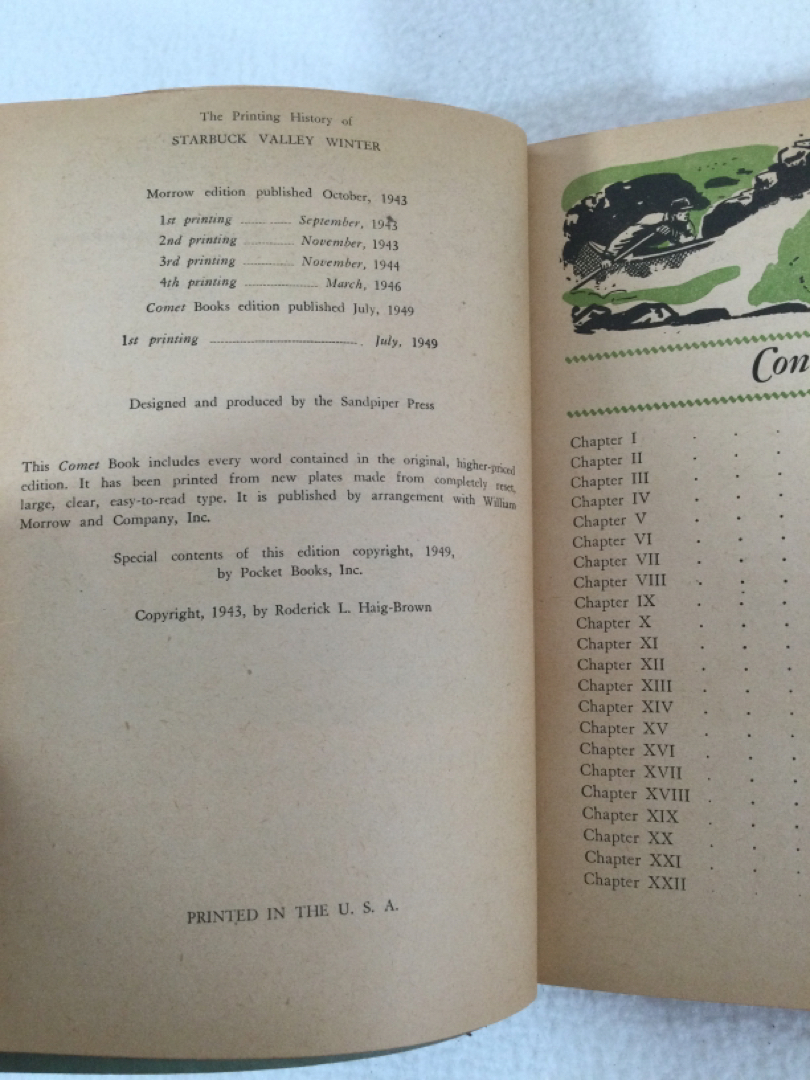 The Printing History of
STARBUCK VALLEY WINTER
Morrow edition published October, 1943
1st printing ............ September, 1943
2nd printing ............ November, 1943
3rd printing ............ November, 1944
4th printing .................. March, 1946
Comet Books edition published July, 1949
1st printing .................................... July, 1949
Designed and produced by the Sandpiper Press
This Comet Book includes every word contained in the original, higher-priced
edition. It has been printed from new plates made from completely reset,
large, clear, easy-to-read type. It is published by arrangement with William
Morrow and Company, Inc.
Special contents of this edition copyright, 1949,
by Pocket Books, Inc.
Copyright, 1943, by Roderick L. Haig-Brown
PRINTED IN THE U. S. A.
Con
Chapter I . .
Chapter II . .
Chapter III . .
Chapter IV . .
Chapter V . .
Chapter VI . .
Chapter VII . .
Chapter VIII . .
Chapter IX . .
Chapter X . .
Chapter XI . .
Chapter XII . .
Chapter XIII . .
Chapter XIV . .
Chapter XV . .
Chapter XVI . .
Chapter XVII . .
Chapter XVIII . .
Chapter XIX . .
Chapter XX . .
Chapter XXI . .
Chapter XXII . .